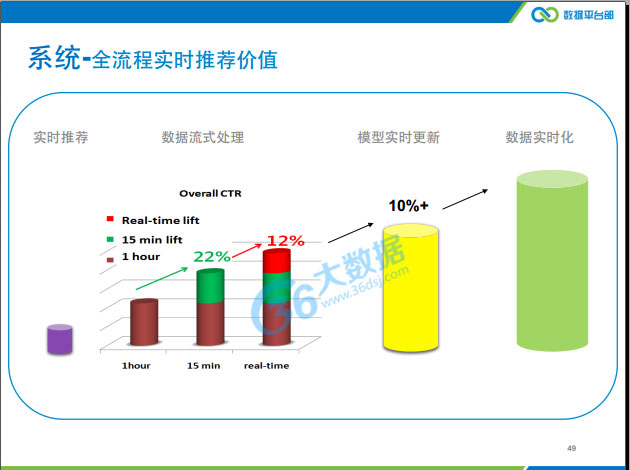 数据平台部
系统-全流程实时推荐价值
实时推荐
数据流式处理
模型实时更新
数据实时化
Overall CTR
Real-time lift
15 min lift
1 hour
22%
12%
10%+
36大数据
www.36dsj.com
1hour
15 min
real-time
49